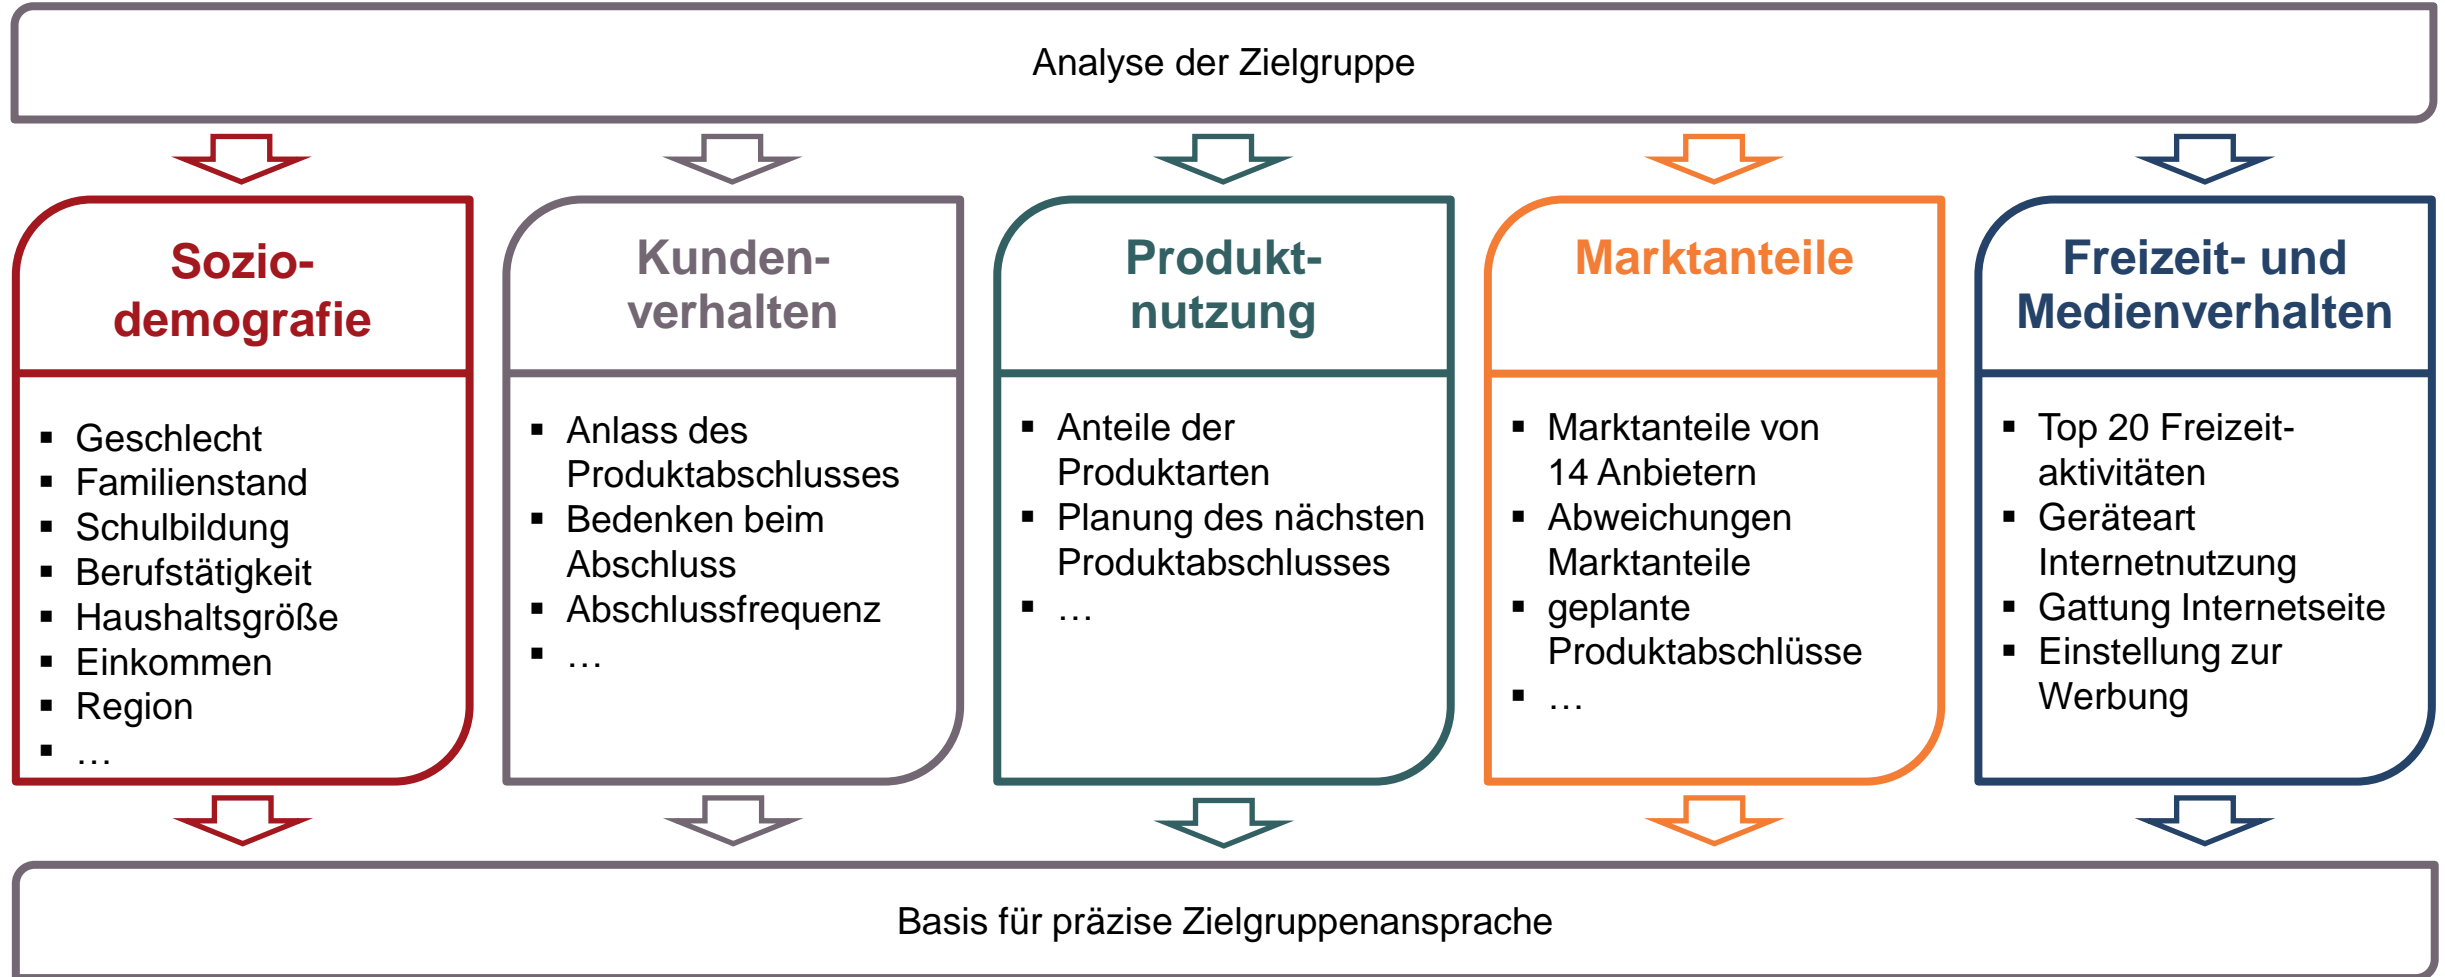 Analyse der Zielgruppe
Sozio-
demografie
▪ Geschlecht
▪ Familienstand
▪ Schulbildung
▪ Berufstätigkeit
▪ Haushaltsgröße
▪ Einkommen
▪ Region
▪ …
Kunden-
verhalten
▪ Anlass des
Produktabschlusses
▪ Bedenken beim
Abschluss
▪ Abschlussfrequenz
▪ …
Produkt-
nutzung
▪ Anteile der
Produktarten
▪ Planung des nächsten
Produktabschlusses
▪ …
Marktanteile
▪ Marktanteile von
14 Anbietern
▪ Abweichungen
Marktanteile
▪ geplante
Produktabschlüsse
▪ …
Freizeit- und
Medienverhalten
▪ Top 20 Freizeit-
aktivitäten
▪ Geräteart
Internetnutzung
▪ Gattung Internetseite
▪ Einstellung zur
Werbung
Basis für präzise Zielgruppenansprache